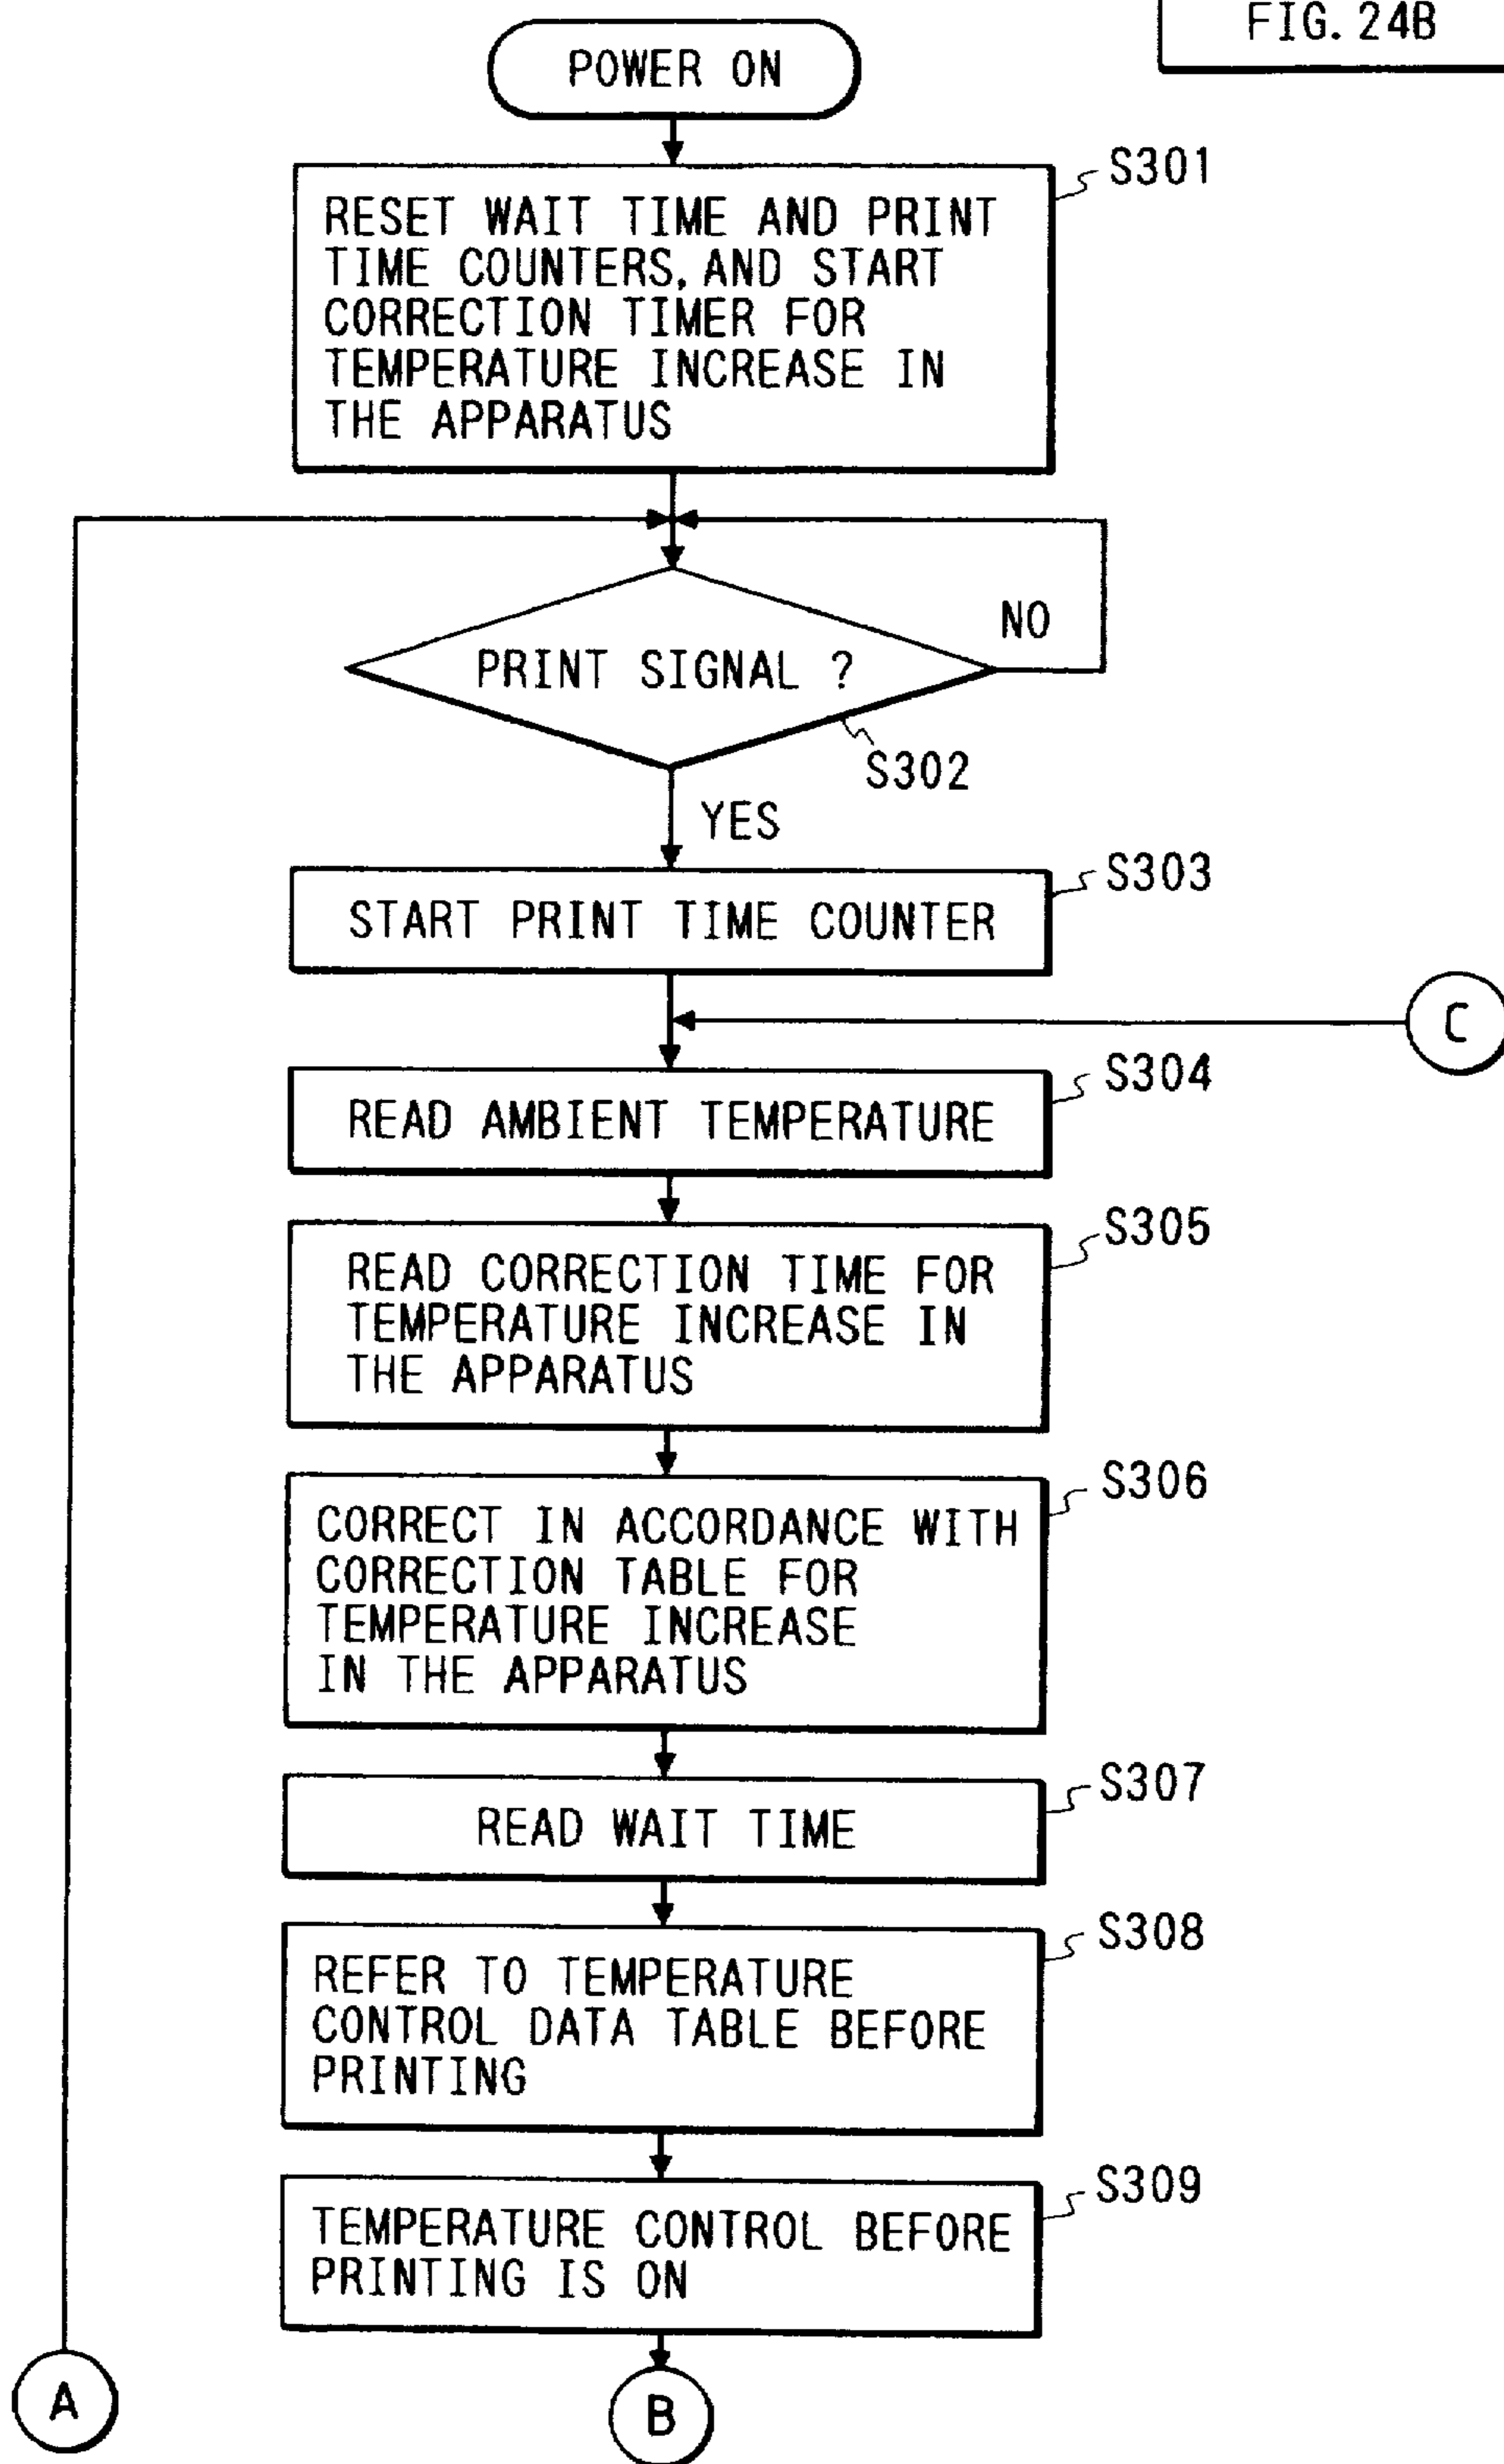 FIG. 24B
POWER ON
S301
RESET WAIT TIME AND PRINT
TIME COUNTERS, AND START
CORRECTION TIMER FOR
TEMPERATURE INCREASE IN
THE APPARATUS
NO
PRINT SIGNAL ?
S302
YES
S303
START PRINT TIME COUNTER
C
S304
READ AMBIENT TEMPERATURE
S305
READ CORRECTION TIME FOR
TEMPERATURE INCREASE IN
THE APPARATUS
S306
CORRECT IN ACCORDANCE WITH
CORRECTION TABLE FOR
TEMPERATURE INCREASE
IN THE APPARATUS
S307
READ WAIT TIME
S308
REFER TO TEMPERATURE
CONTROL DATA TABLE BEFORE
PRINTING
S309
TEMPERATURE CONTROL BEFORE
PRINTING IS ON
A
B